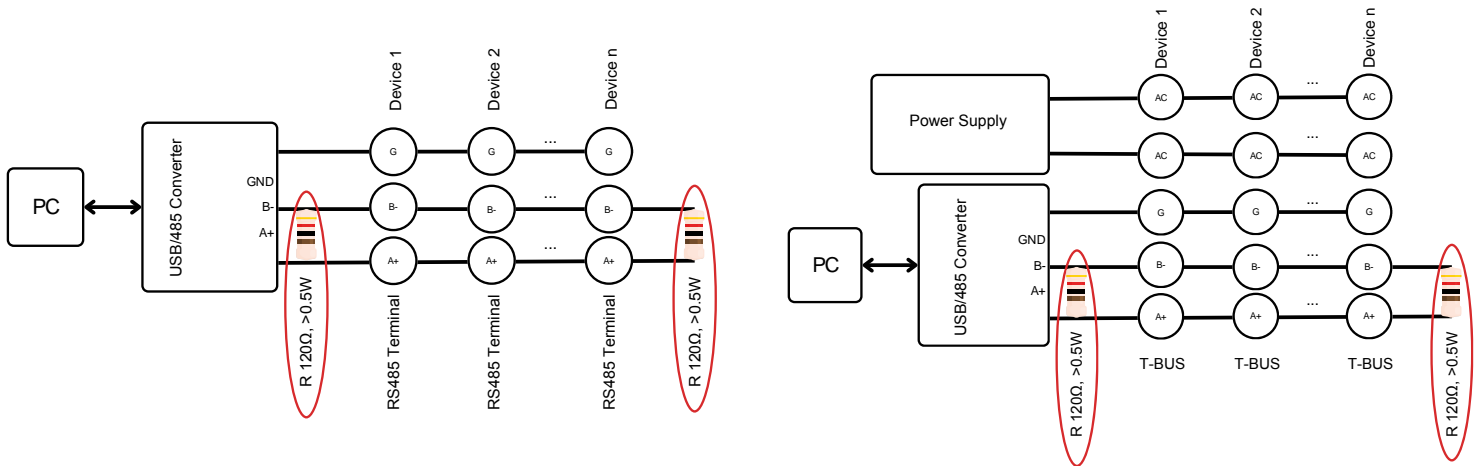 Device 1
Device 2
Device n
PC
USB/485 Converter
GND
B-
A+
G
G
...
G
B-
B-
...
B-
A+
A+
...
A+
R 120Ω, >0.5W
RS485 Terminal
RS485 Terminal
RS485 Terminal
R 120Ω, >0.5W
Device 1
Device 2
Device n
Power Supply
AC
AC
...
AC
AC
AC
...
AC
PC
USB/485 Converter
GND
B-
A+
G
G
...
G
B-
B-
...
B-
A+
A+
...
A+
R 120Ω, >0.5W
T-BUS
T-BUS
T-BUS
R 120Ω, >0.5W